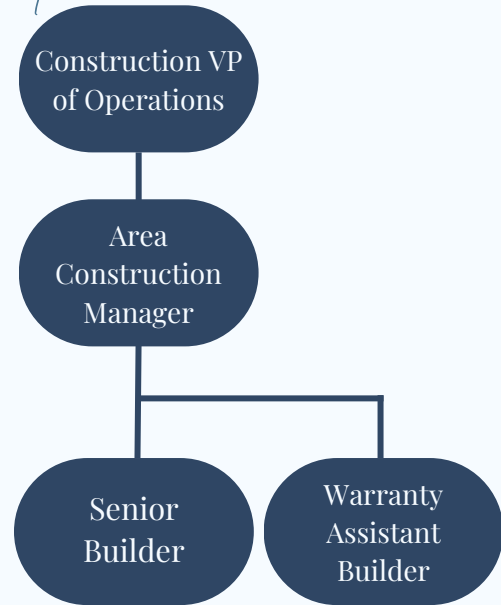 Construction VP
of Operations
Area
Construction
Manager
Senior
Builder
Warranty
Assistant
Builder